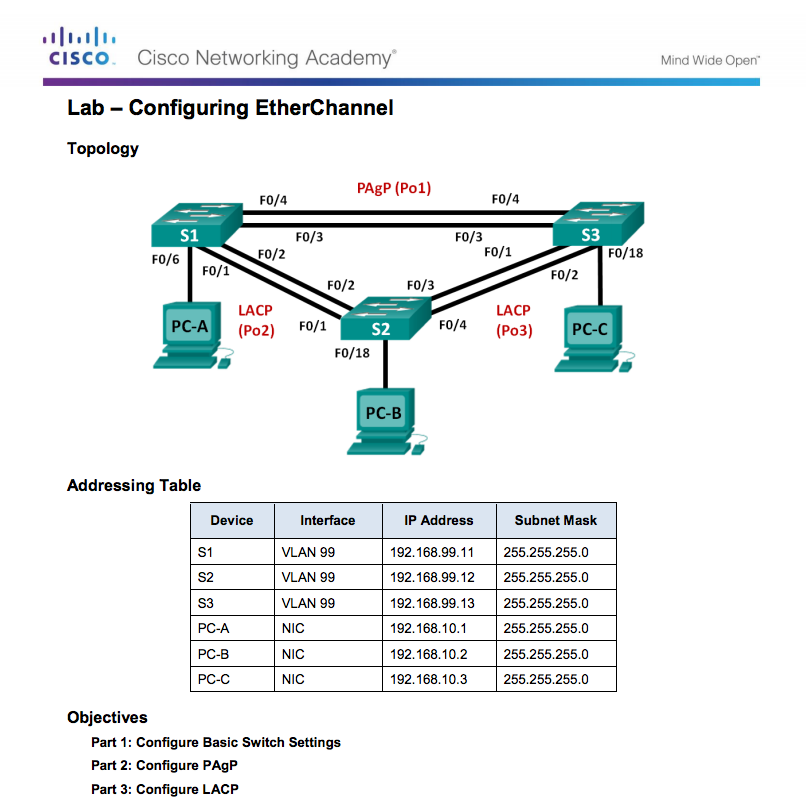 CISCO Cisco Networking Academy® Mind Wide Open™
Lab – Configuring EtherChannel
Topology
PAgP (Po1)
F0/4 F0/4
S1 S3
F0/3 F0/3
F0/6 F0/1 F0/2 F0/1 F0/18
F0/2
F0/2 F0/3
PC-A LACP LACP PC-C
(Po2) F0/1 S2 F0/4 (Po3)
F0/18
PC-B
Addressing Table
Device Interface IP Address Subnet Mask
S1 VLAN 99 192.168.99.11 255.255.255.0
S2 VLAN 99 192.168.99.12 255.255.255.0
S3 VLAN 99 192.168.99.13 255.255.255.0
PC-A NIC 192.168.10.1 255.255.255.0
PC-B NIC 192.168.10.2 255.255.255.0
PC-C NIC 192.168.10.3 255.255.255.0
Objectives
Part 1: Configure Basic Switch Settings
Part 2: Configure PAgP
Part 3: Configure LACP